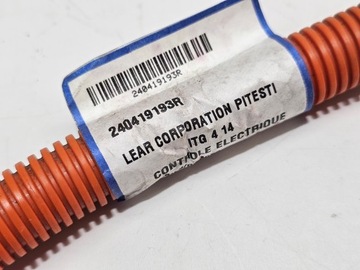 240419193R
240419193R
LEAR CORPORATION PITESTI
ITG 4 14
CONTROLE ELECTRIQUE